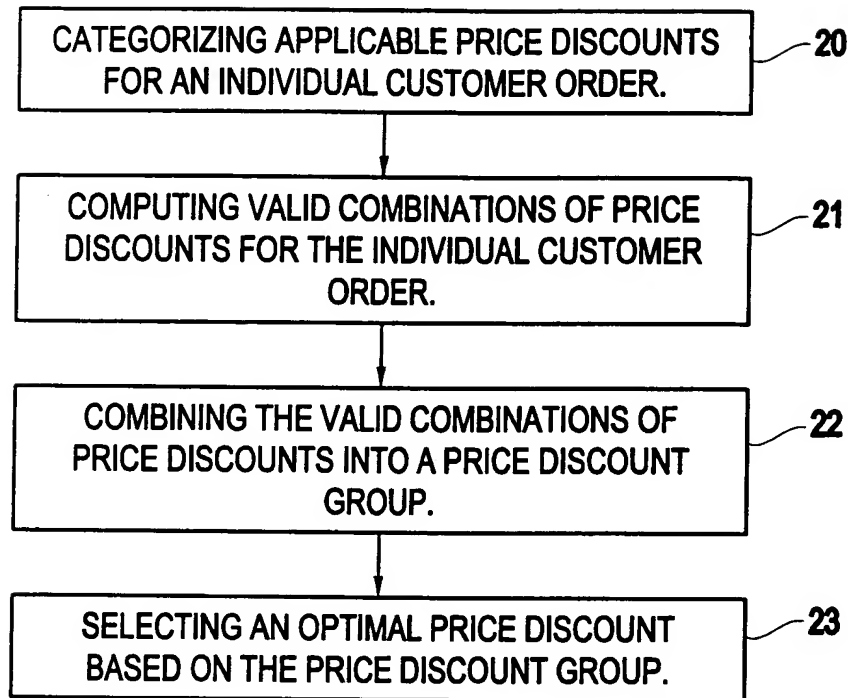 CATEGORIZING APPLICABLE PRICE DISCOUNTS
FOR AN INDIVIDUAL CUSTOMER ORDER.
20
COMPUTING VALID COMBINATIONS OF PRICE
DISCOUNTS FOR THE INDIVIDUAL CUSTOMER
ORDER.
21
COMBINING THE VALID COMBINATIONS OF
PRICE DISCOUNTS INTO A PRICE DISCOUNT
GROUP.
22
SELECTING AN OPTIMAL PRICE DISCOUNT
BASED ON THE PRICE DISCOUNT GROUP.
23